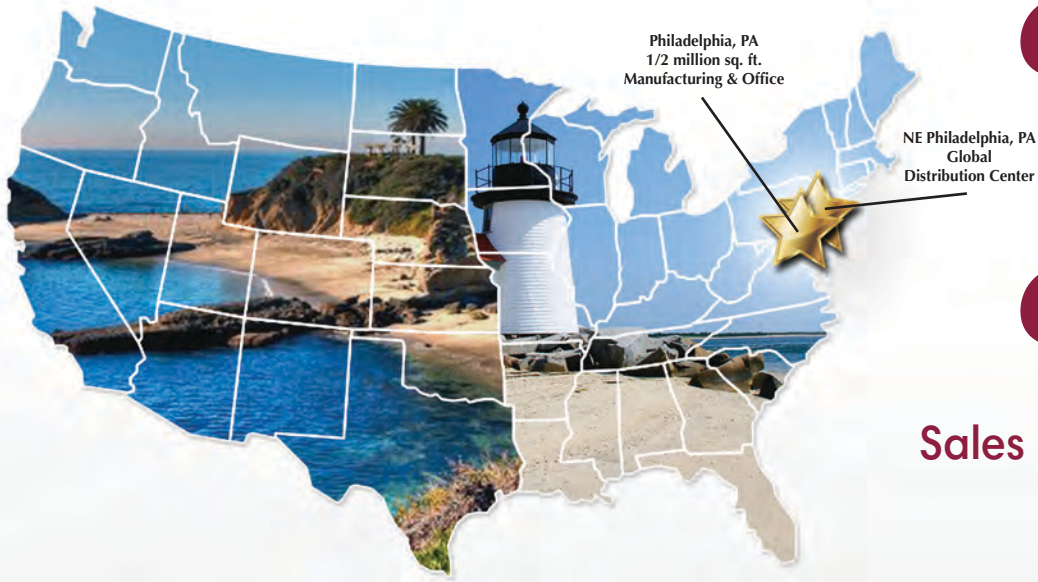 Philadelphia, PA
1/2 million sq. ft.
Manufacturing & Office
NE Philadelphia, PA
Global
Distribution Center
Sales